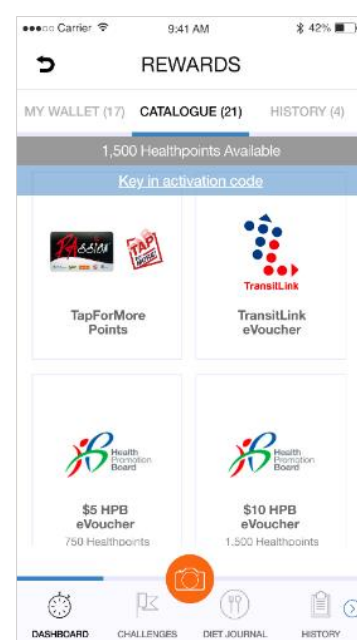 Carrier 9:41 AM 42%
REWARDS
MY WALLET (17) CATALOGUE (21) HISTORY (4)
1,500 Healthpoints Available
Key in activation code
PAssion TAP
TransitLink
TapForMore
Points
TransitLink
eVoucher
Health
Promotion
Board
Health
Promotion
Board
$5 HPB
eVoucher
750 Healthpoints
$10 HPB
eVoucher
1,500 Healthpoints
DASHBOARD CHALLENGES DIET JOURNAL HISTORY